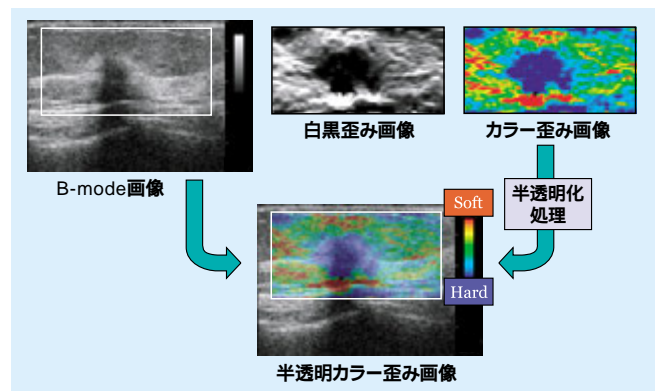 白黒歪み画像
カラー歪み画像
B-mode画像
半透明化
処理
Soft
Hard
半透明カラー歪み画像